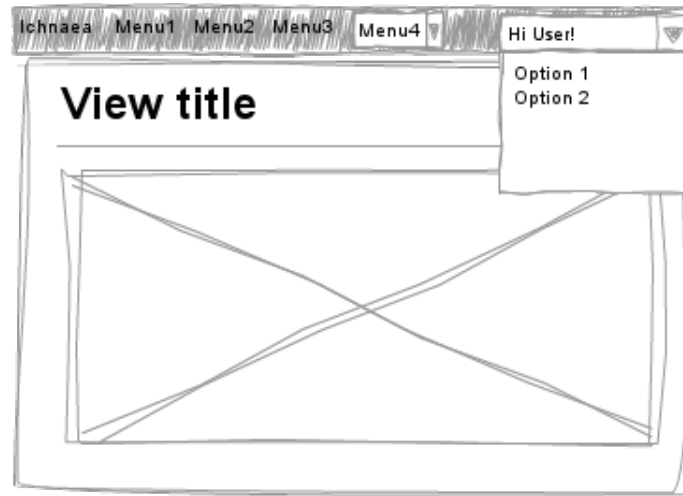 Ichnaea Menu1 Menu2 Menu3 Menu4 Hi User!
Option 1
Option 2
View title